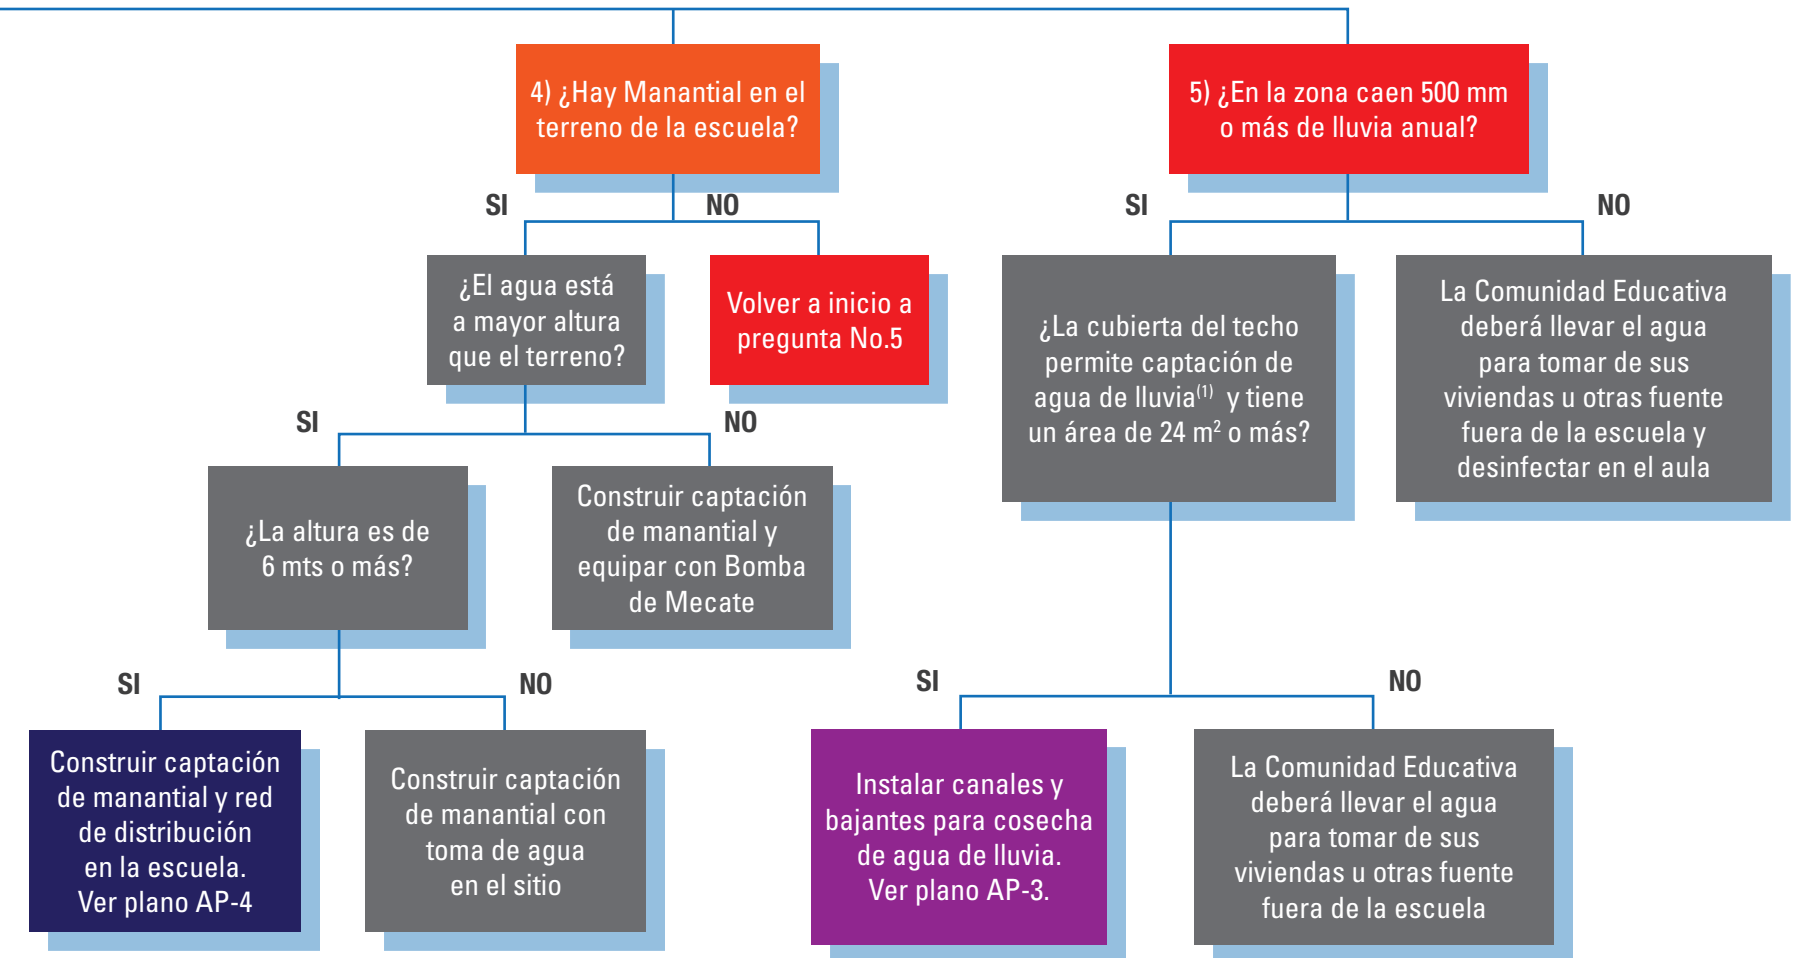 4) ¿Hay Manantial en el
terreno de la escuela?
SI
NO
¿El agua está
a mayor altura
que el terreno?
Volver a inicio a
pregunta No.5
SI
NO
¿La altura es de
6 mts o más?
Construir captación
de manantial y
equipar con Bomba
de Mecate
SI
NO
Construir captación
de manantial y red
de distribución
en la escuela.
Ver plano AP-4
Construir captación
de manantial con
toma de agua
en el sitio
5) ¿En la zona caen 500 mm
o más de lluvia anual?
SI
NO
¿La cubierta del techo
permite captación de
agua de lluvia(1) y tiene
un área de 24 m² o más?
La Comunidad Educativa
deberá llevar el agua
para tomar de sus
viviendas u otras fuente
fuera de la escuela y
desinfectar en el aula
SI
NO
Instalar canales y
bajantes para cosecha
de agua de lluvia.
Ver plano AP-3.
La Comunidad Educativa
deberá llevar el agua
para tomar de sus
viviendas u otras fuente
fuera de la escuela